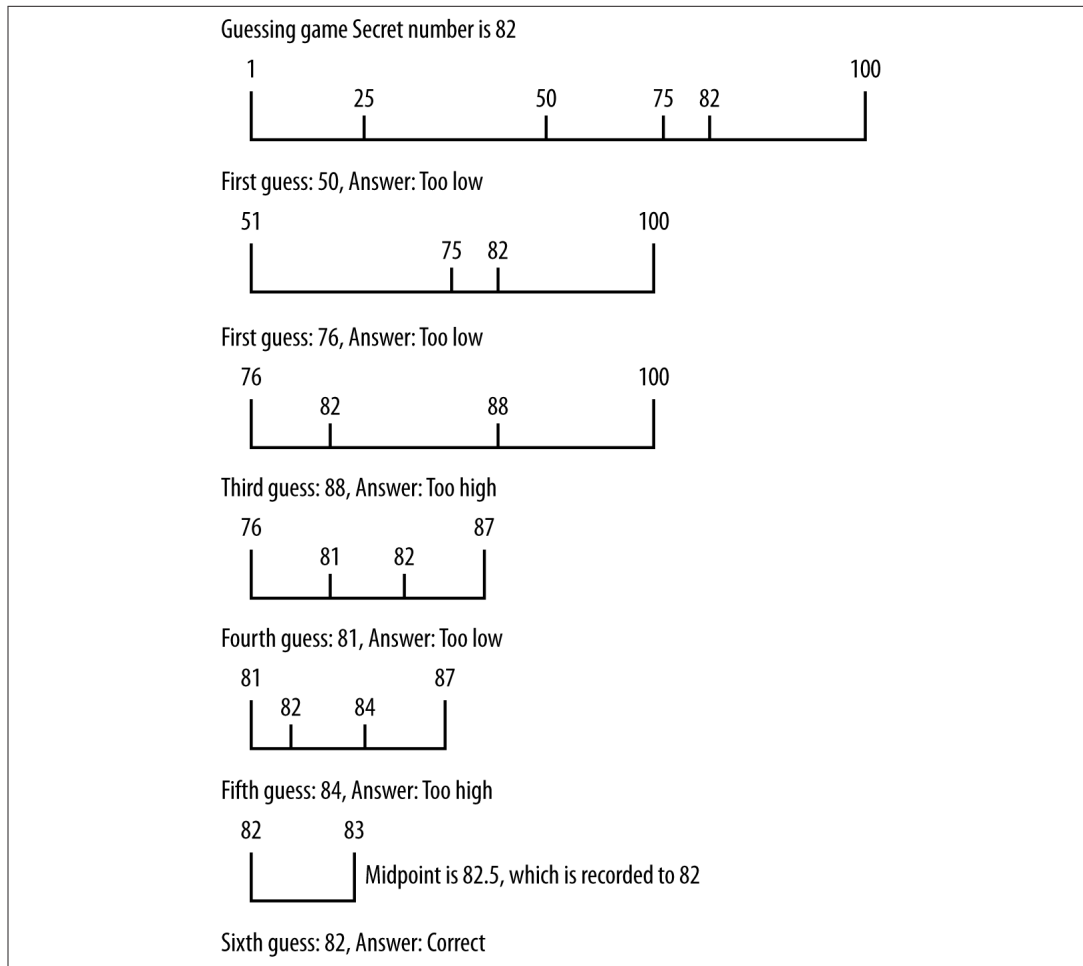 Guessing game Secret number is 82
1 100
25 50 75 82
First guess: 50, Answer: Too low
51 100
75 82
First guess: 76, Answer: Too low
76 100
82 88
Third guess: 88, Answer: Too high
76 87
81 82
Fourth guess: 81, Answer: Too low
81 87
82 84
Fifth guess: 84, Answer: Too high
82 83
Midpoint is 82.5, which is recorded to 82
Sixth guess: 82, Answer: Correct